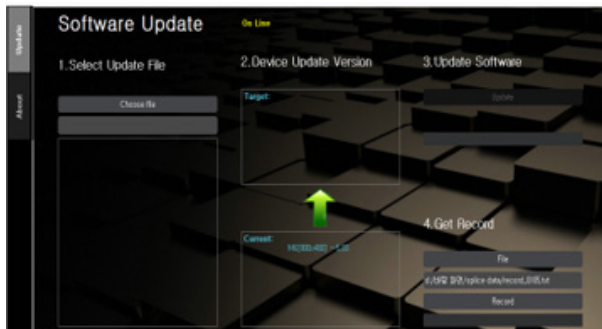 Update
About
Software Update
On Line
1.Select Update File
Choose file
2.Device Update Version
Target:
Current:
3.Update Software
Update
4.Get Record
File
Record